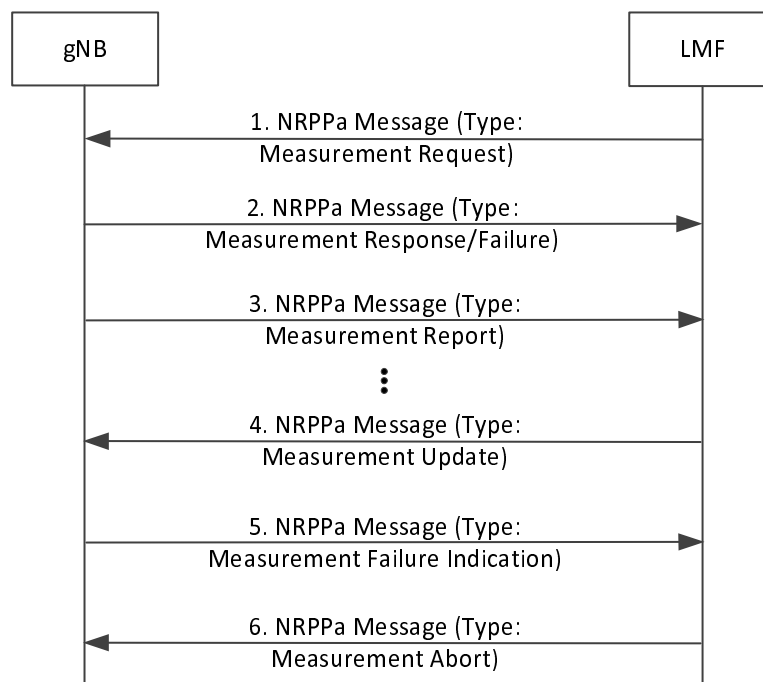 gNB
LMF
1. NRPPa Message (Type:
Measurement Request)
2. NRPPa Message (Type:
Measurement Response/Failure)
3. NRPPa Message (Type:
Measurement Report)
4. NRPPa Message (Type:
Measurement Update)
5. NRPPa Message (Type:
Measurement Failure Indication)
6. NRPPa Message (Type:
Measurement Abort)